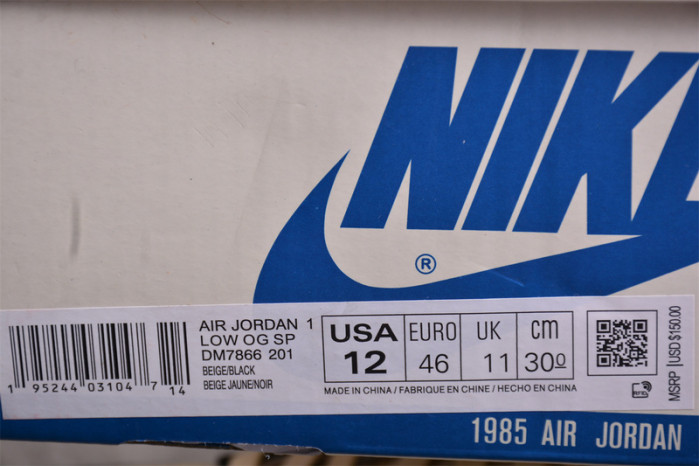 NIKE
®
AIR JORDAN 1
LOW OG SP
DM7866 201
BEIGE/BLACK
BEIGE JAUNE/NOIR
1 95244 03104 7 14
USA EURO UK cm
12 46 11 30º
MADE IN CHINA / FABRIQUE EN CHINE / HECHO EN CHINA
RFID
MSRP USD $150.00
1985 AIR JORDAN